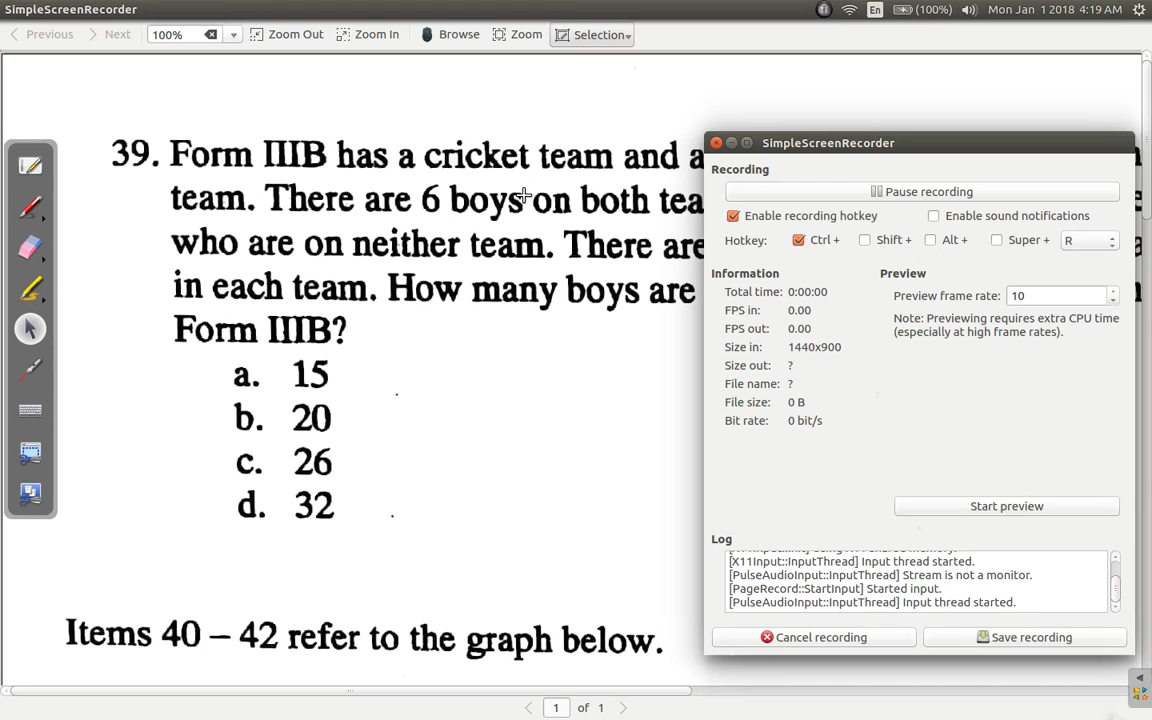 SimpleScreenRecorder
En (100%) Mon Jan 1 2018 4:19 AM
Previous Next 100% Zoom Out Zoom In Browse Zoom Selection
39. Form IIIB has a cricket team and a
team. There are 6 boys on both tea
who are on neither team. There are
in each team. How many boys are
Form IIIB?
a. 15
b. 20
c. 26
d. 32
Items 40 – 42 refer to the graph below.
SimpleScreenRecorder
Recording
Pause recording
Enable recording hotkey Enable sound notifications
Hotkey: Ctrl + Shift + Alt + Super + R
Information
Total time: 0:00:00
FPS in: 0.00
FPS out: 0.00
Size in: 1440x900
Size out: ?
File name: ?
File size: 0 B
Bit rate: 0 bit/s
Preview
Preview frame rate: 10
Note: Previewing requires extra CPU time
(especially at high frame rates).
Start preview
Log
[X11Input::InputThread] Input thread started.
[PulseAudioInput::InputThread] Stream is not a monitor.
[PageRecord::StartInput] Started input.
[PulseAudioInput::InputThread] Input thread started.
Cancel recording Save recording
1 of 1